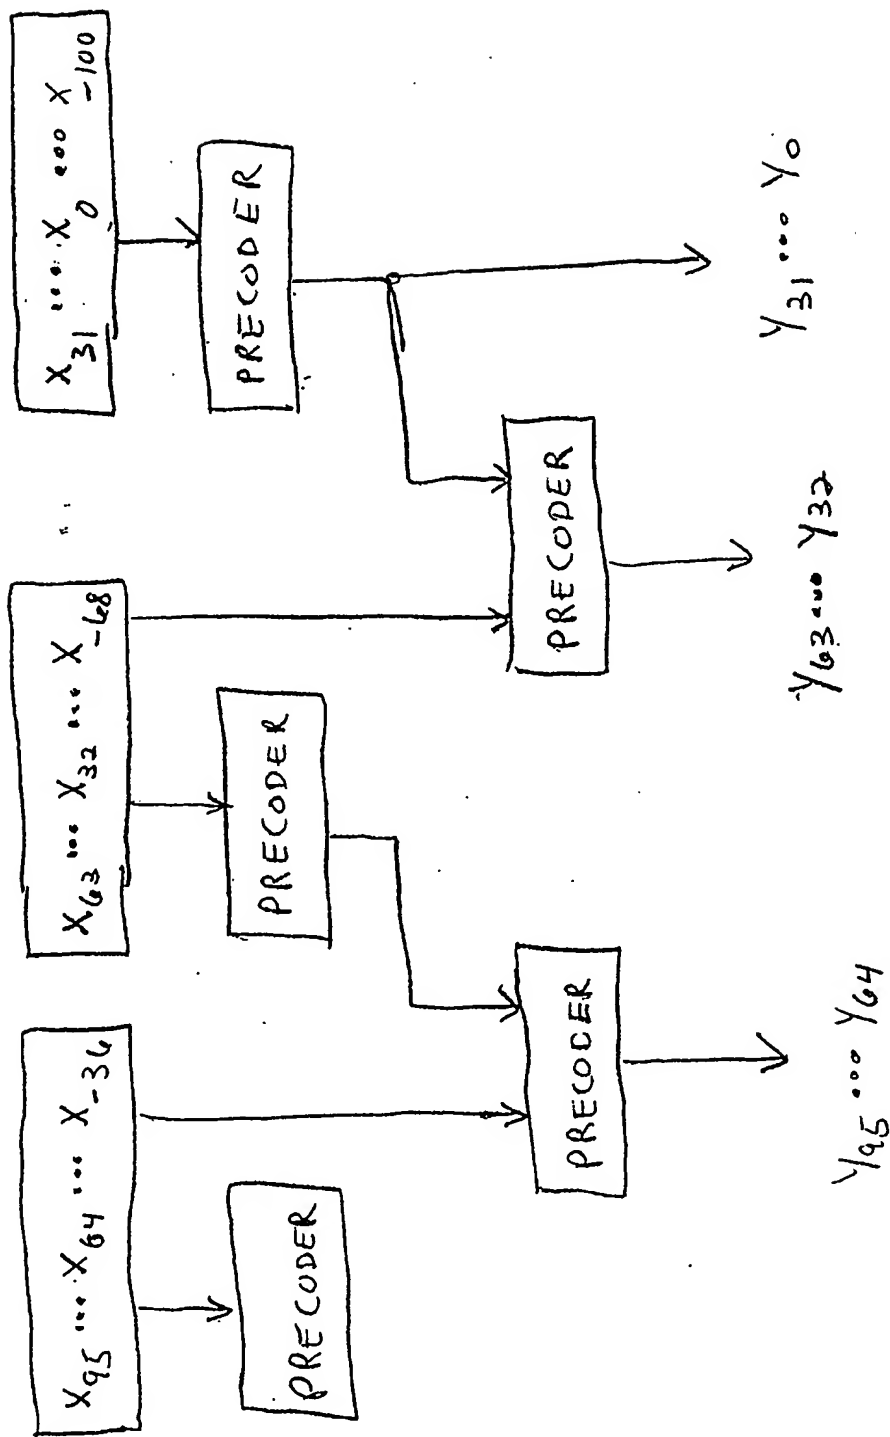 X95 ... X64 ... X-36
X63 ... X32 ... X-68
X31 ... X0 ... X-100
PRECODER
PRECODER
PRECODER
PRECODER
PRECODER
Y95 ... Y64
Y63 ... Y32
Y31 ... Y0